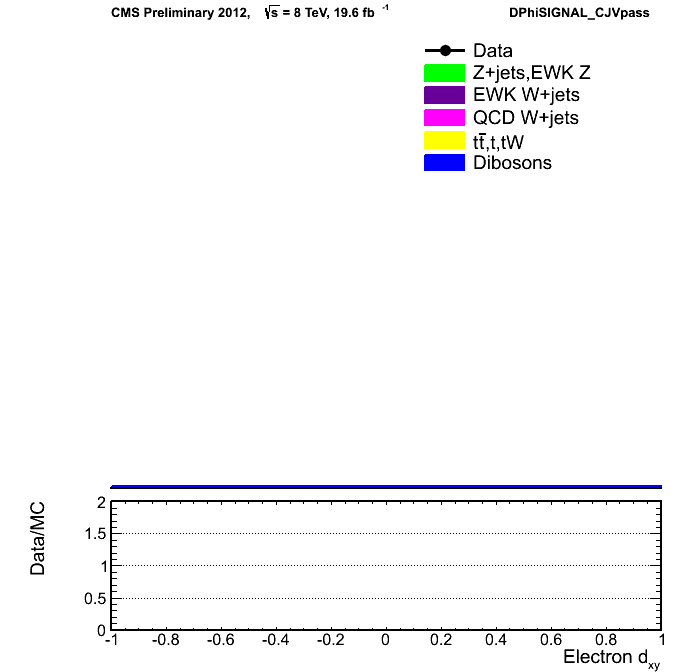 CMS Preliminary 2012, √s = 8 TeV, 19.6 fb⁻¹ DPhiSIGNAL_CJVpass
Data
Z+jets,EWK Z
EWK W+jets
QCD W+jets
tt̅,t,tW
Dibosons
Data/MC
2
1.5
1
0.5
0
-1 -0.8 -0.6 -0.4 -0.2 0 0.2 0.4 0.6 0.8 1
Electron d_xy